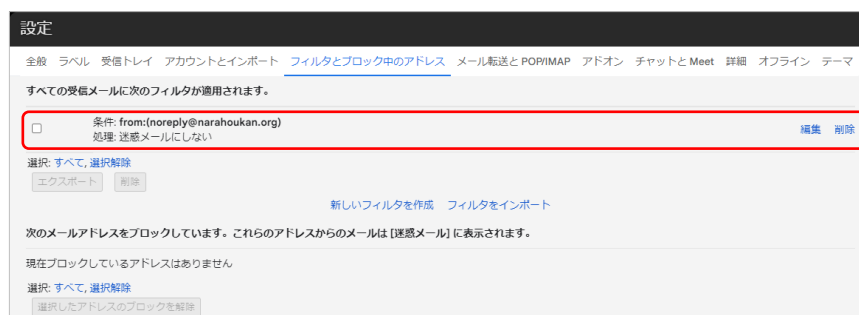 設定
全般 ラベル 受信トレイ アカウントとインポート フィルタとブロック中のアドレス メール転送と POP/IMAP アドオン チャットと Meet 詳細 オフライン テーマ
すべての受信メールに次のフィルタが適用されます。
条件: from:(noreply@narahoukan.org)
処理: 迷惑メールにしない
編集 削除
選択: すべて, 選択解除
エクスポート 削除
新しいフィルタを作成 フィルタをインポート
次のメールアドレスをブロックしています。これらのアドレスからのメールは [迷惑メール] に表示されます。
現在ブロックしているアドレスはありません
選択: すべて, 選択解除
選択したアドレスのブロックを解除